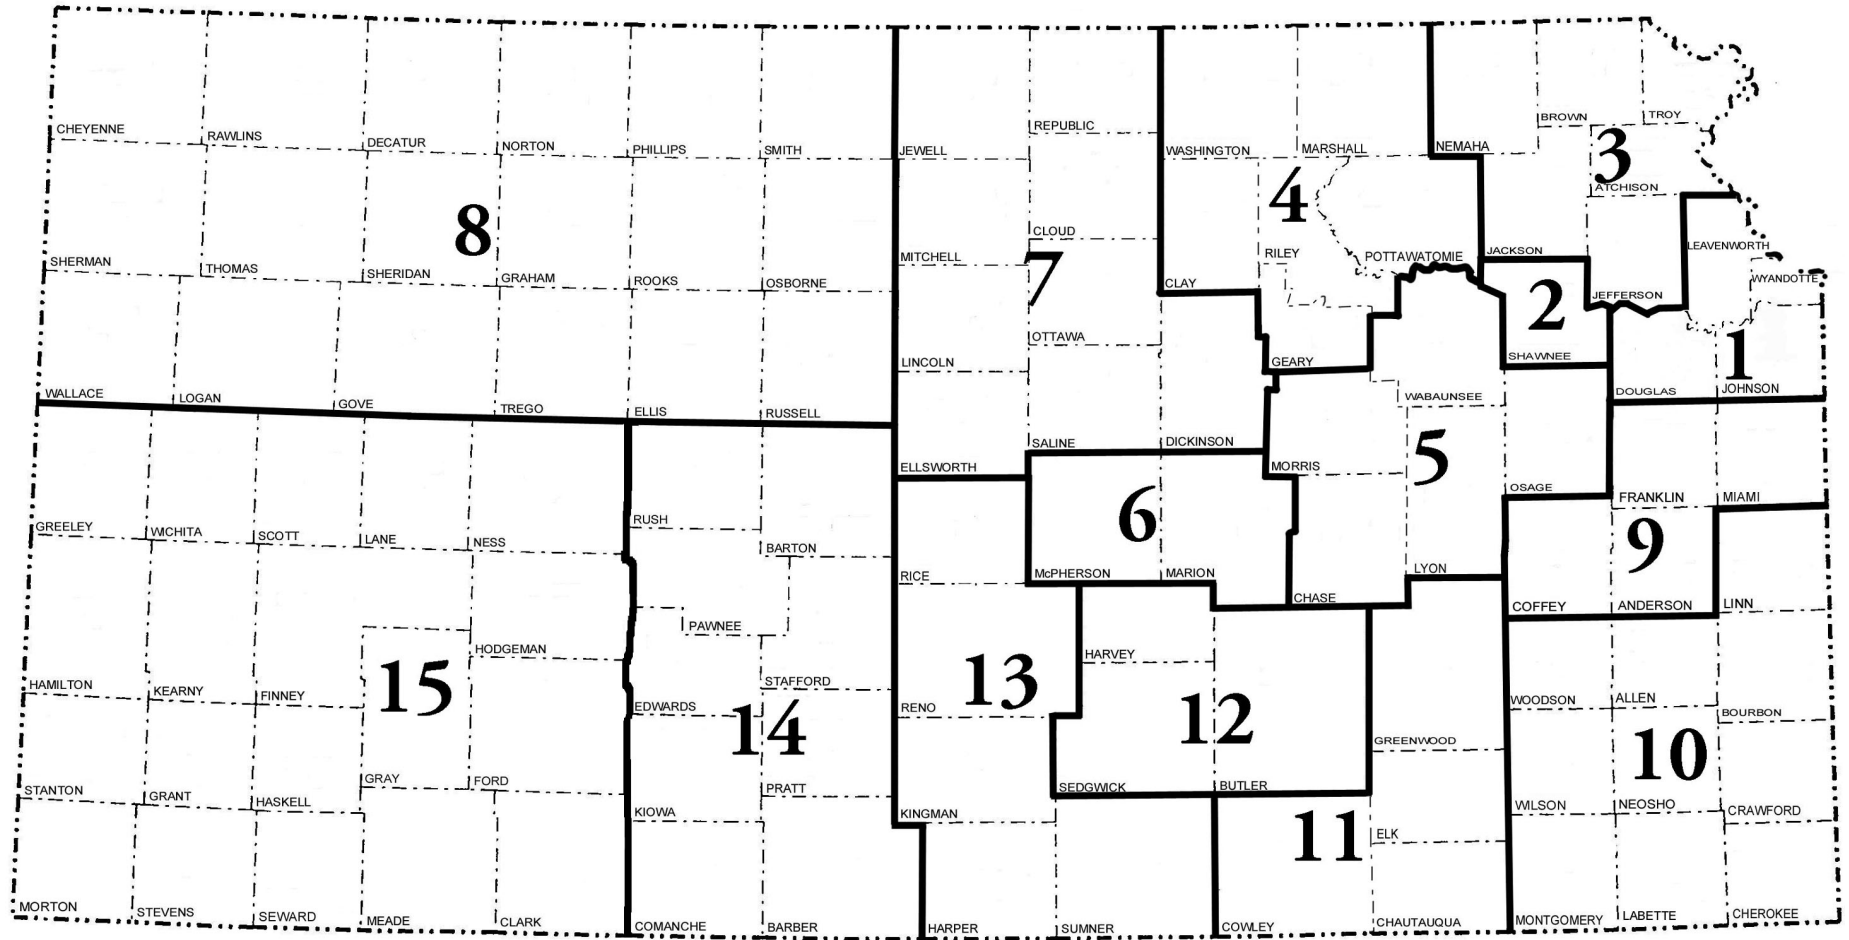 BROWN
TROY
REPUBLIC
CHEYENNE
RAWLINS
DECATUR
NORTON
PHILLIPS
SMITH
JEWELL
WASHINGTON
MARSHALL
NEMAHA
3
ATCHISON
4
8
CLOUD
RILEY
POTTAWATOMIE
JACKSON
LEAVENWORTH
SHERMAN
THOMAS
SHERIDAN
GRAHAM
ROOKS
OSBORNE
MITCHELL
7
CLAY
WYANDOTTE
JEFFERSON
2
OTTAWA
LINCOLN
GEARY
SHAWNEE
1
WALLACE
LOGAN
GOVE
TREGO
ELLIS
RUSSELL
WABAUNSEE
DOUGLAS
JOHNSON
SALINE
DICKINSON
5
ELLSWORTH
MORRIS
OSAGE
FRANKLIN
MIAMI
GREELEY
WICHITA
SCOTT
LANE
NESS
RUSH
BARTON
6
9
RICE
McPHERSON
MARION
LYON
CHASE
COFFEY
ANDERSON
LINN
PAWNEE
HODGEMAN
HARVEY
HAMILTON
KEARNY
FINNEY
15
STAFFORD
13
EDWARDS
14
RENO
12
WOODSON
ALLEN
BOURBON
GREENWOOD
10
STANTON
GRANT
HASKELL
GRAY
FORD
PRATT
SEDGWICK
BUTLER
KIOWA
KINGMAN
WILSON
NEOSHO
CRAWFORD
11
ELK
MORTON
STEVENS
SEWARD
MEADE
CLARK
COMANCHE
BARBER
HARPER
SUMNER
COWLEY
CHAUTAUQUA
MONTGOMERY
LABETTE
CHEROKEE